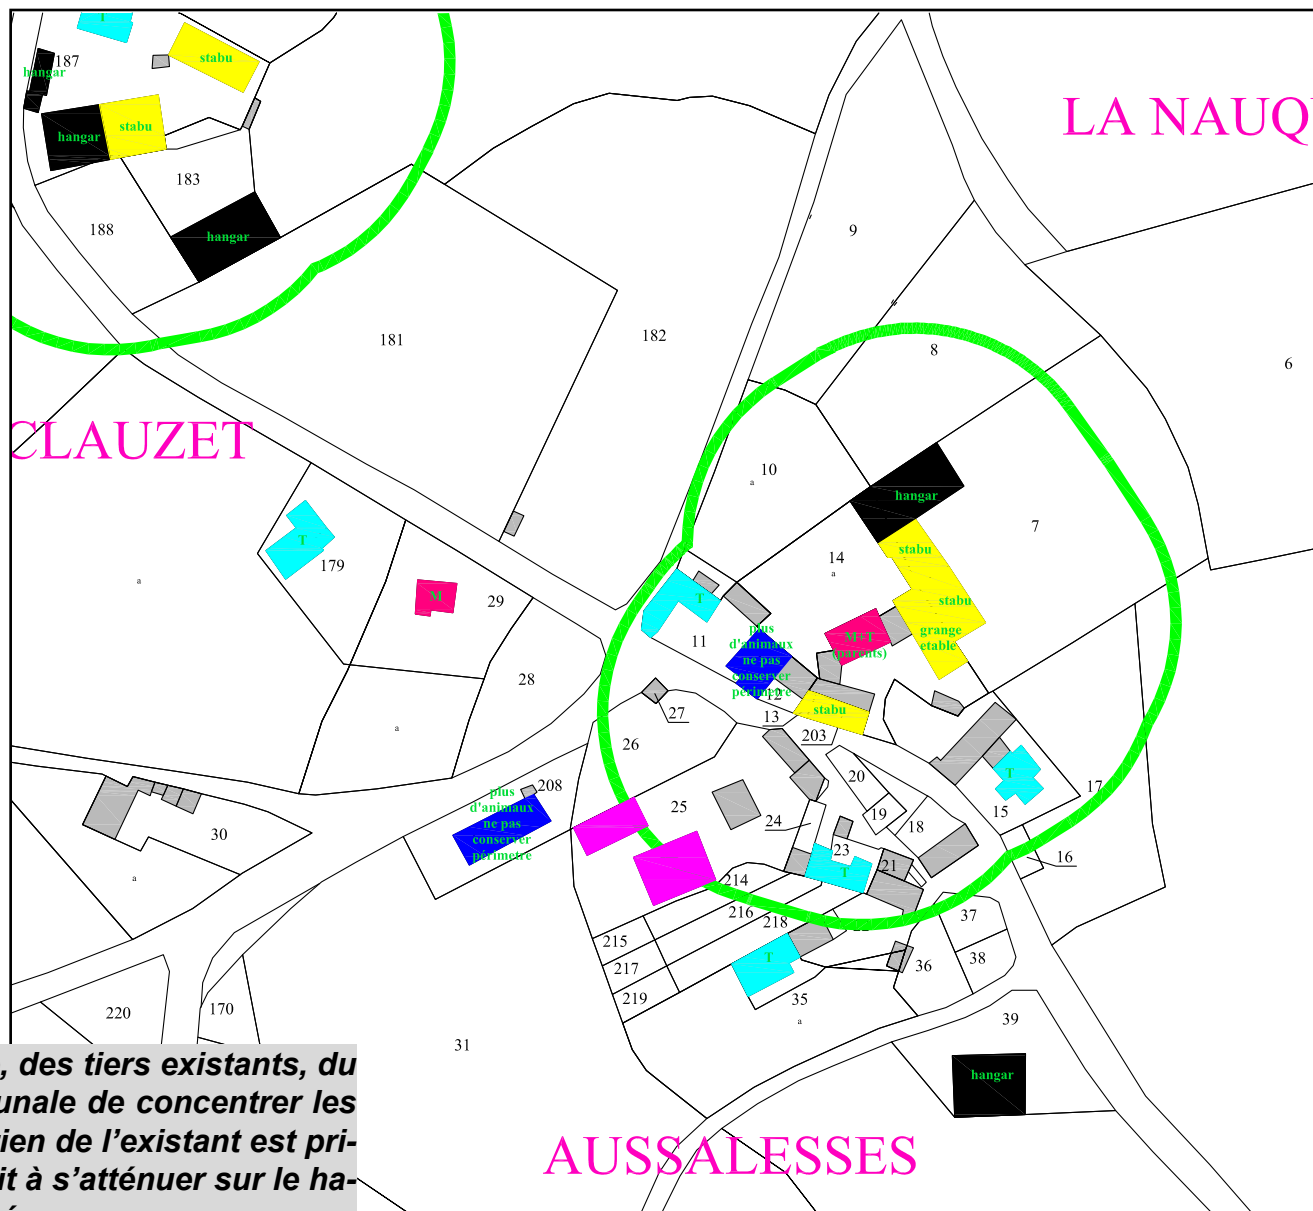 T
187
hangar
stabu
hangar
stabu
183
188
hangar
LA NAUQ
9
181
182
8
6
CLAUZET
10
a
hangar
7
T
179
a
14
a
stabu
M
29
T
stabu
11
plus
d'animaux
ne pas
conserver
périmetre
M+T
(parents)
grange
etable
28
12
27
13
stabu
203
a
26
20
T
17
208
plus
d'animaux
ne pas
conserver
périmetre
25
24
19
18
15
30
23
21
16
a
T
214
216
218
22
37
215
217
T
36
38
219
35
a
220
170
31
39
hangar
, des tiers existants, du
unale de concentrer les
ien de l’existant est pri-
it à s’atténuer sur le ha-
AUSSALESSES